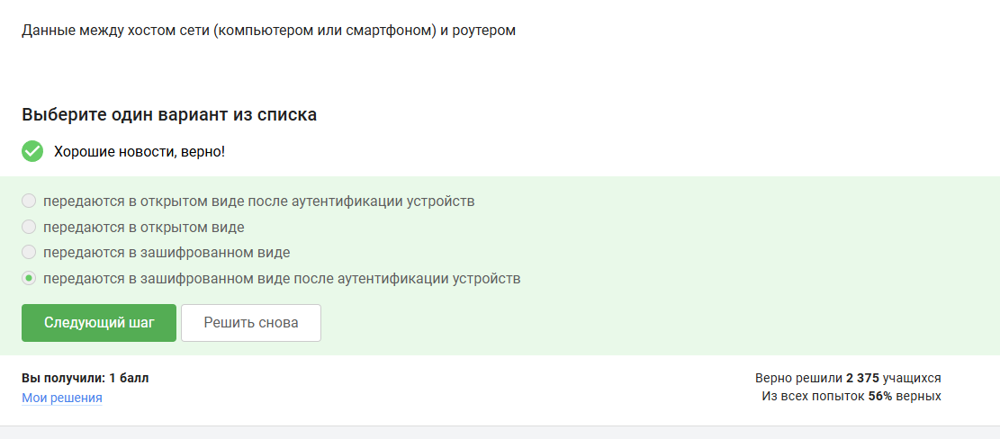 Данные между хостом сети (компьютером или смартфоном) и роутером
Выберите один вариант из списка
Хорошие новости, верно!
передаются в открытом виде после аутентификации устройств
передаются в открытом виде
передаются в зашифрованном виде
передаются в зашифрованном виде после аутентификации устройств
Следующий шаг
Решить снова
Вы получили: 1 балл
Мои решения
Верно решили 2 375 учащихся
Из всех попыток 56% верных